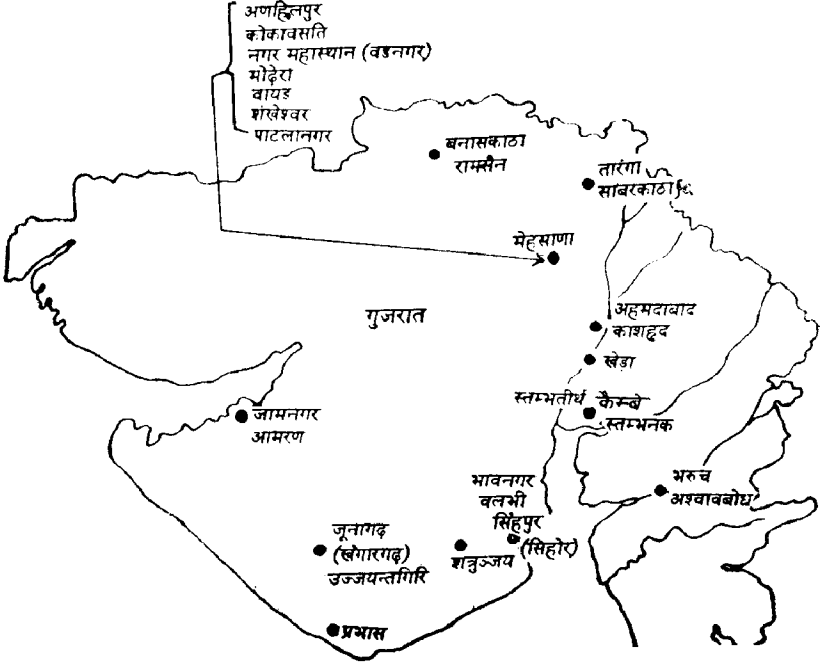 अणहिलपुर
कोकावसति
नगर महास्थान (वडनगर)
मोढेरा
वायड
शंखेश्वर
पाटलानगर
बनासकाठा
रामसैन
तारंगा
साबरकाठा
मेहसाणा
गुजरात
अहमदाबाद
काशहृद
खेडा
स्तम्भतीर्थ कैम्बे
स्तम्भनक
जामनगर
आमरण
भरुच
अश्वावबोध
भावनगर
वलभी
सिंहपुर
(सिहोर)
शत्रुञ्जय
जूनागढ़
(खंगारगढ़)
उज्जयन्तगिरि
प्रभास